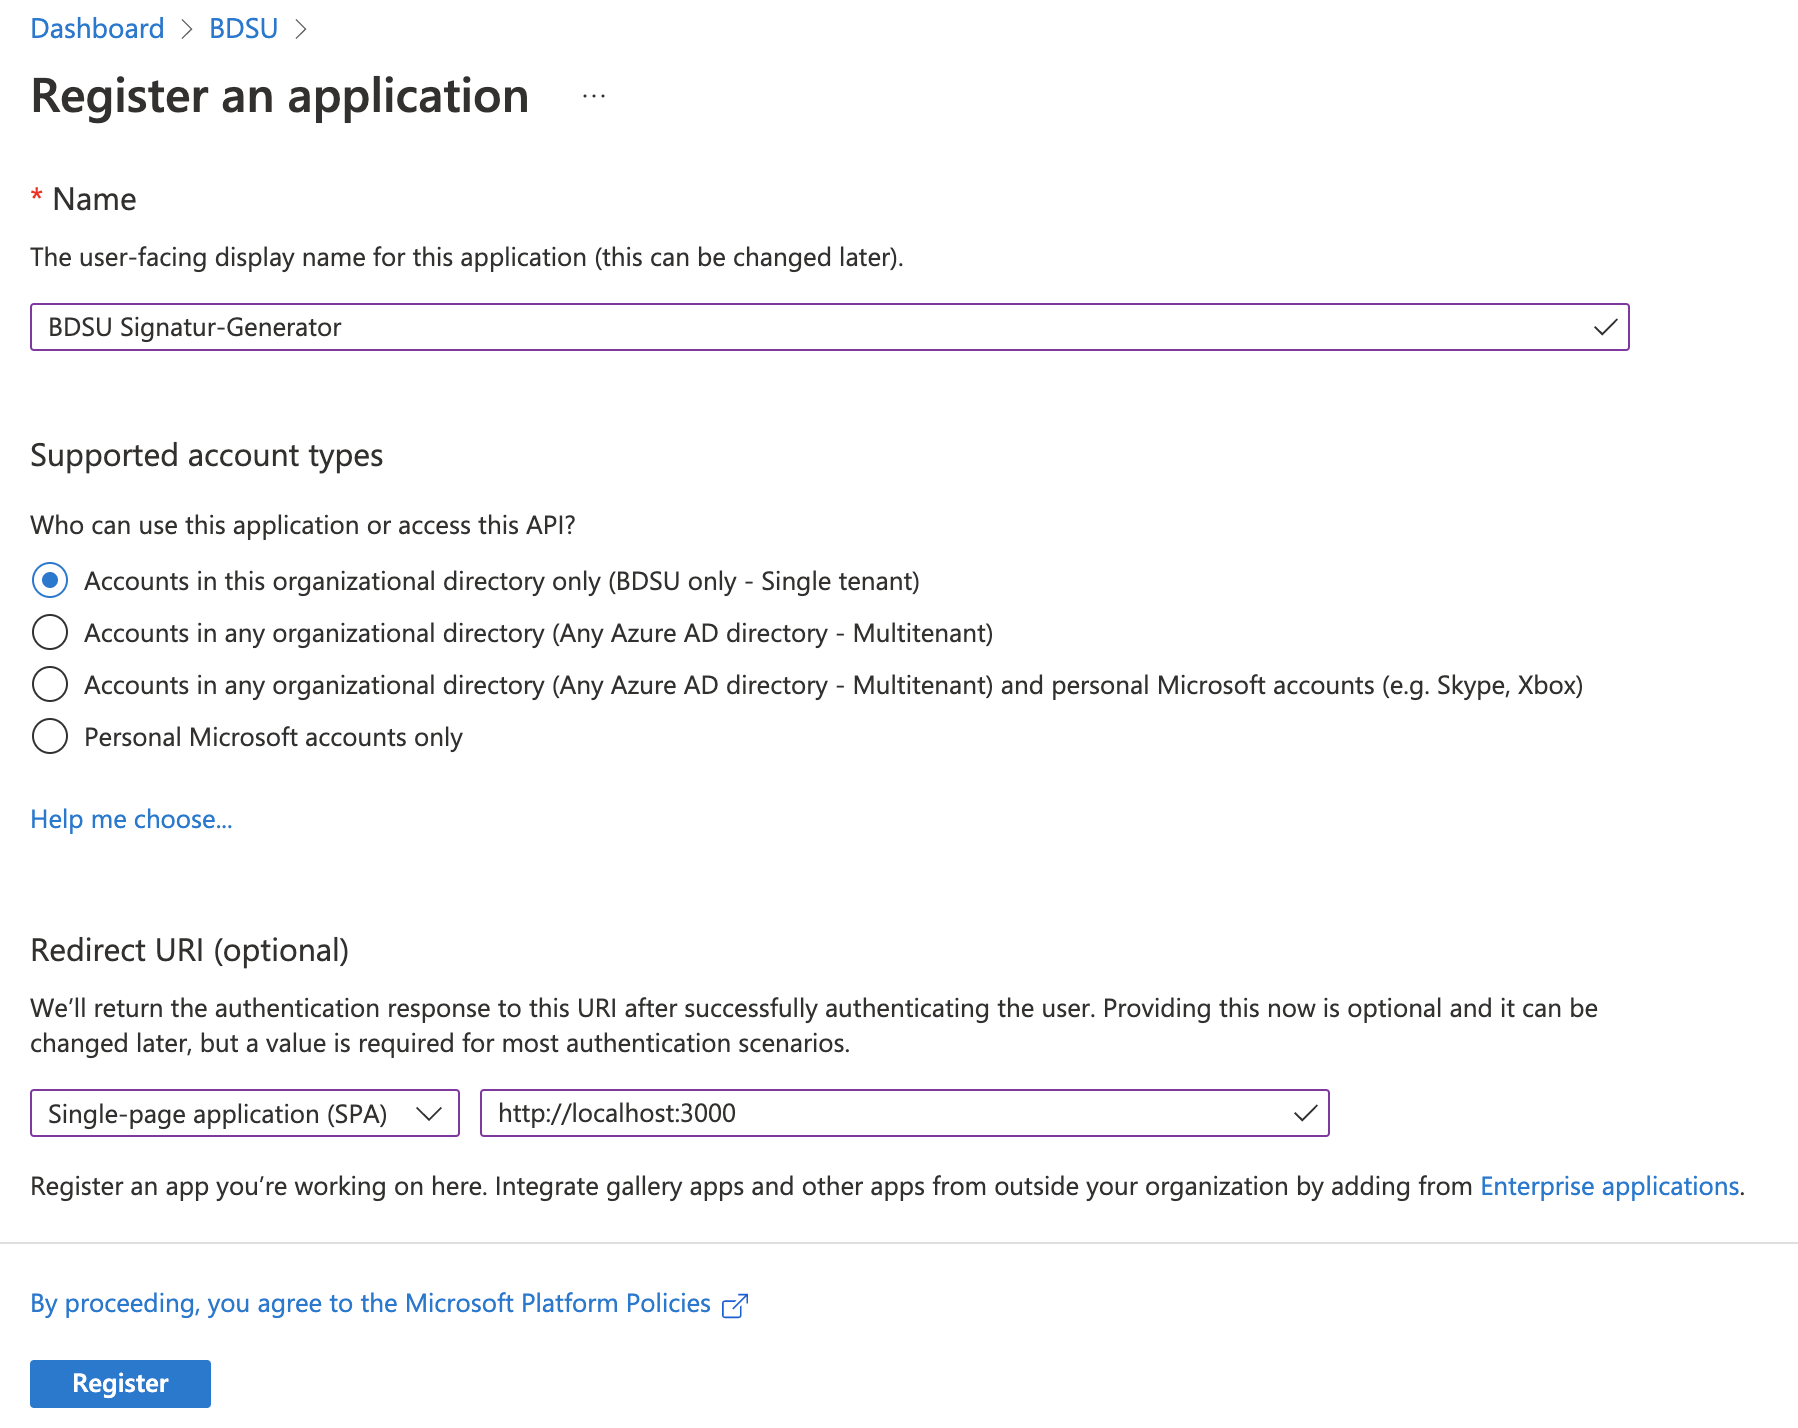 Dashboard > BDSU >
Register an application ...
* Name
The user-facing display name for this application (this can be changed later).
BDSU Signatur-Generator
Supported account types
Who can use this application or access this API?
Accounts in this organizational directory only (BDSU only - Single tenant)
Accounts in any organizational directory (Any Azure AD directory - Multitenant)
Accounts in any organizational directory (Any Azure AD directory - Multitenant) and personal Microsoft accounts (e.g. Skype, Xbox)
Personal Microsoft accounts only
Help me choose...
Redirect URI (optional)
We’ll return the authentication response to this URI after successfully authenticating the user. Providing this now is optional and it can be
changed later, but a value is required for most authentication scenarios.
Single-page application (SPA) http://localhost:3000
Register an app you’re working on here. Integrate gallery apps and other apps from outside your organization by adding from Enterprise applications.
By proceeding, you agree to the Microsoft Platform Policies
Register